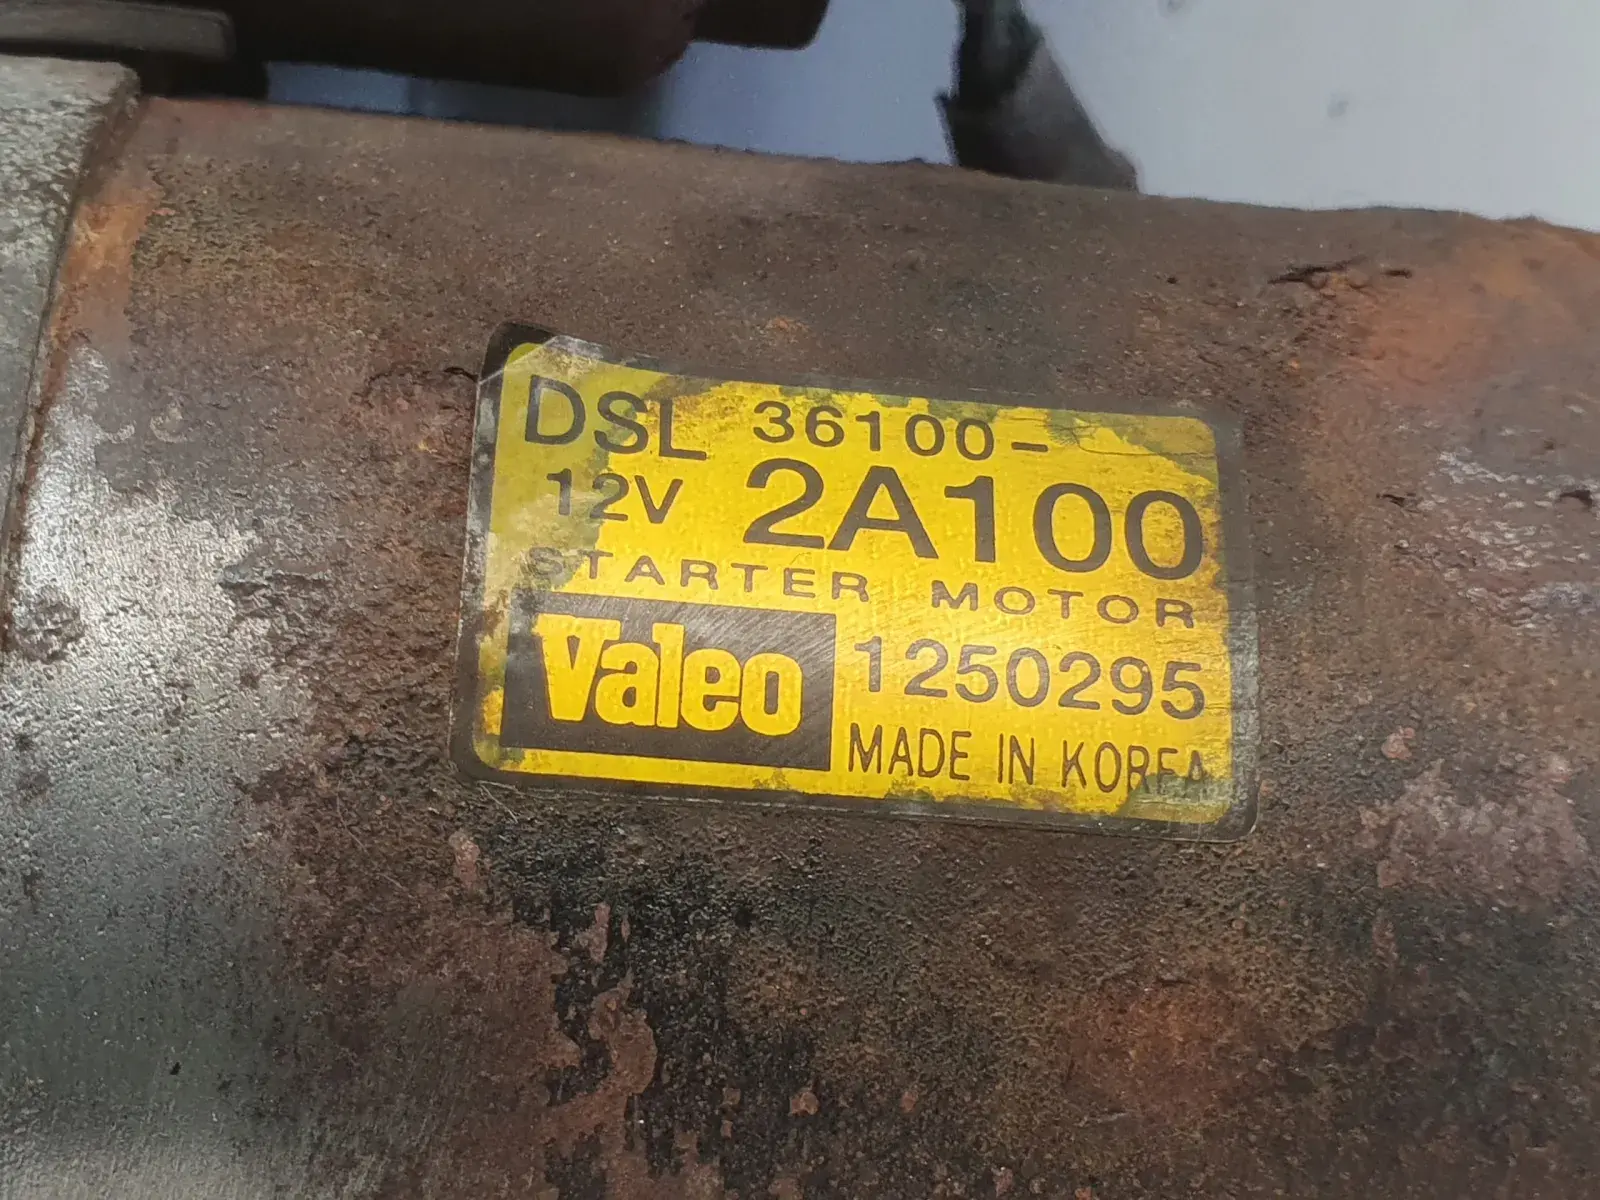 DSL 36100-
12V 2A100
STARTER MOTOR
Valeo 1250295
MADE IN KOREA